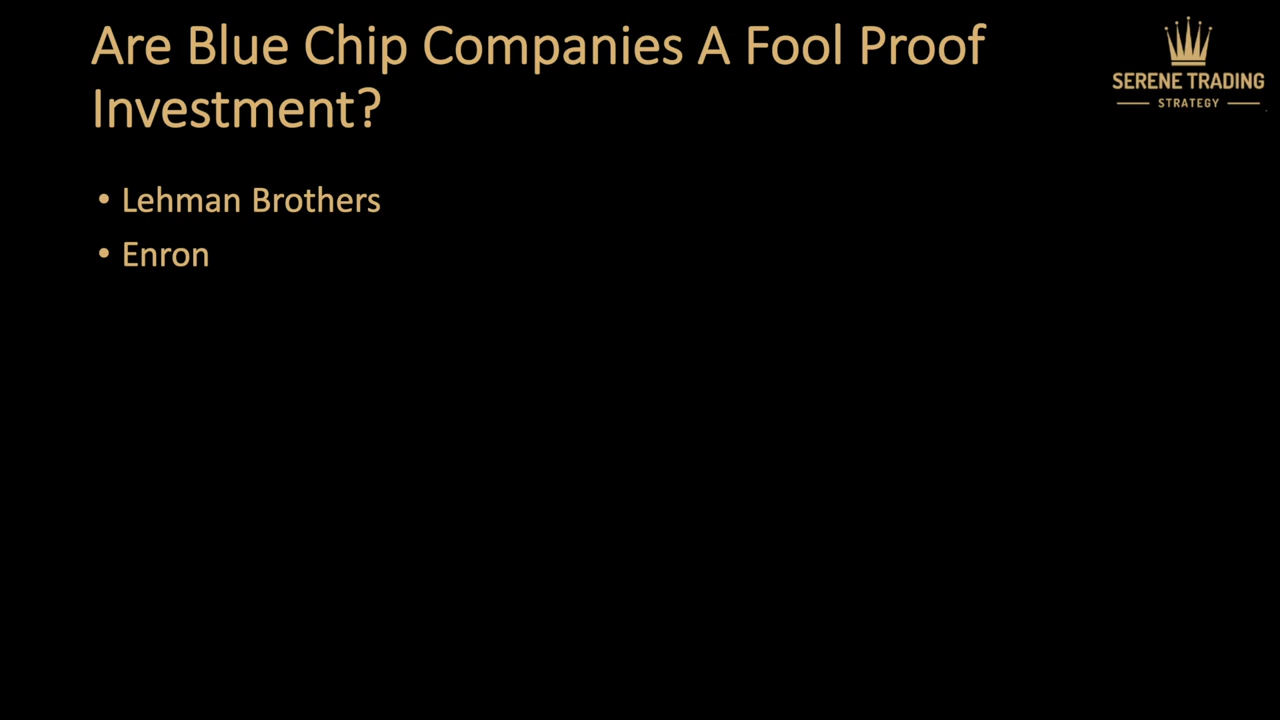 Are Blue Chip Companies A Fool Proof
Investment?
SERENE TRADING
STRATEGY
• Lehman Brothers
• Enron